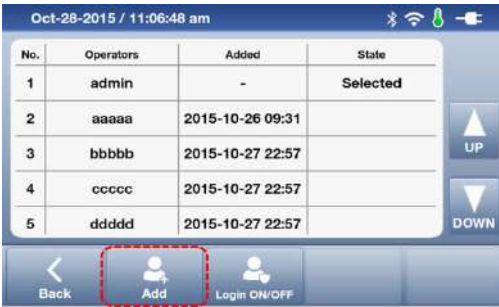 Oct-28-2015 / 11:06:48 am
No. Operators Added State
1 admin - Selected
2 aaaaa 2015-10-26 09:31
3 bbbbb 2015-10-27 22:57
4 ccccc 2015-10-27 22:57
5 ddddd 2015-10-27 22:57
UP
DOWN
Back Add Login ON/OFF